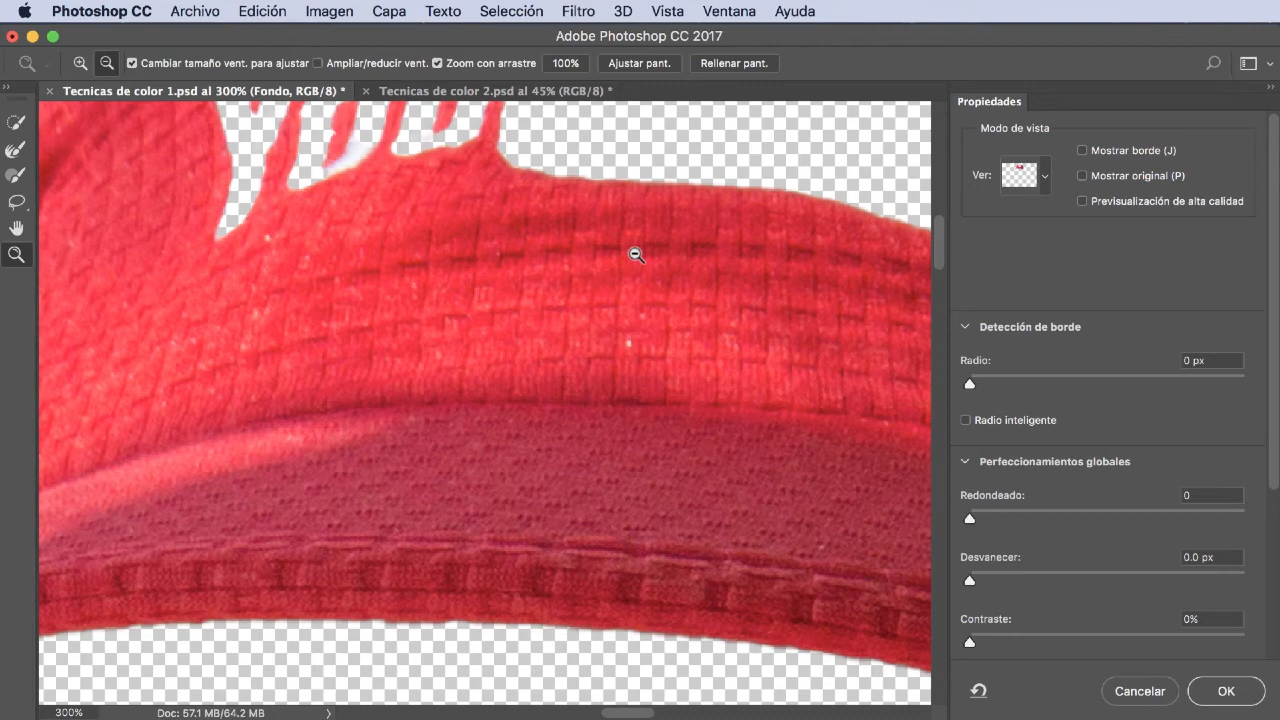 Photoshop CC Archivo Edición Imagen Capa Texto Selección Filtro 3D Vista Ventana Ayuda
Adobe Photoshop CC 2017
Cambiar tamaño vent. para ajustar Ampliar/reducir vent. Zoom con arrastre 100% Ajustar pant. Rellenar pant.
Tecnicas de color 1.psd al 300% (Fondo, RGB/8) * Tecnicas de color 2.psd al 45% (RGB/8) *
Propiedades
Modo de vista
Ver:
Mostrar borde (J)
Mostrar original (P)
Previsualización de alta calidad
Detección de borde
Radio: 0 px
Radio inteligente
Perfeccionamientos globales
Redondeado: 0
Desvanecer: 0.0 px
Contraste: 0%
Cancelar OK
300% Doc: 57.1 MB/64.2 MB